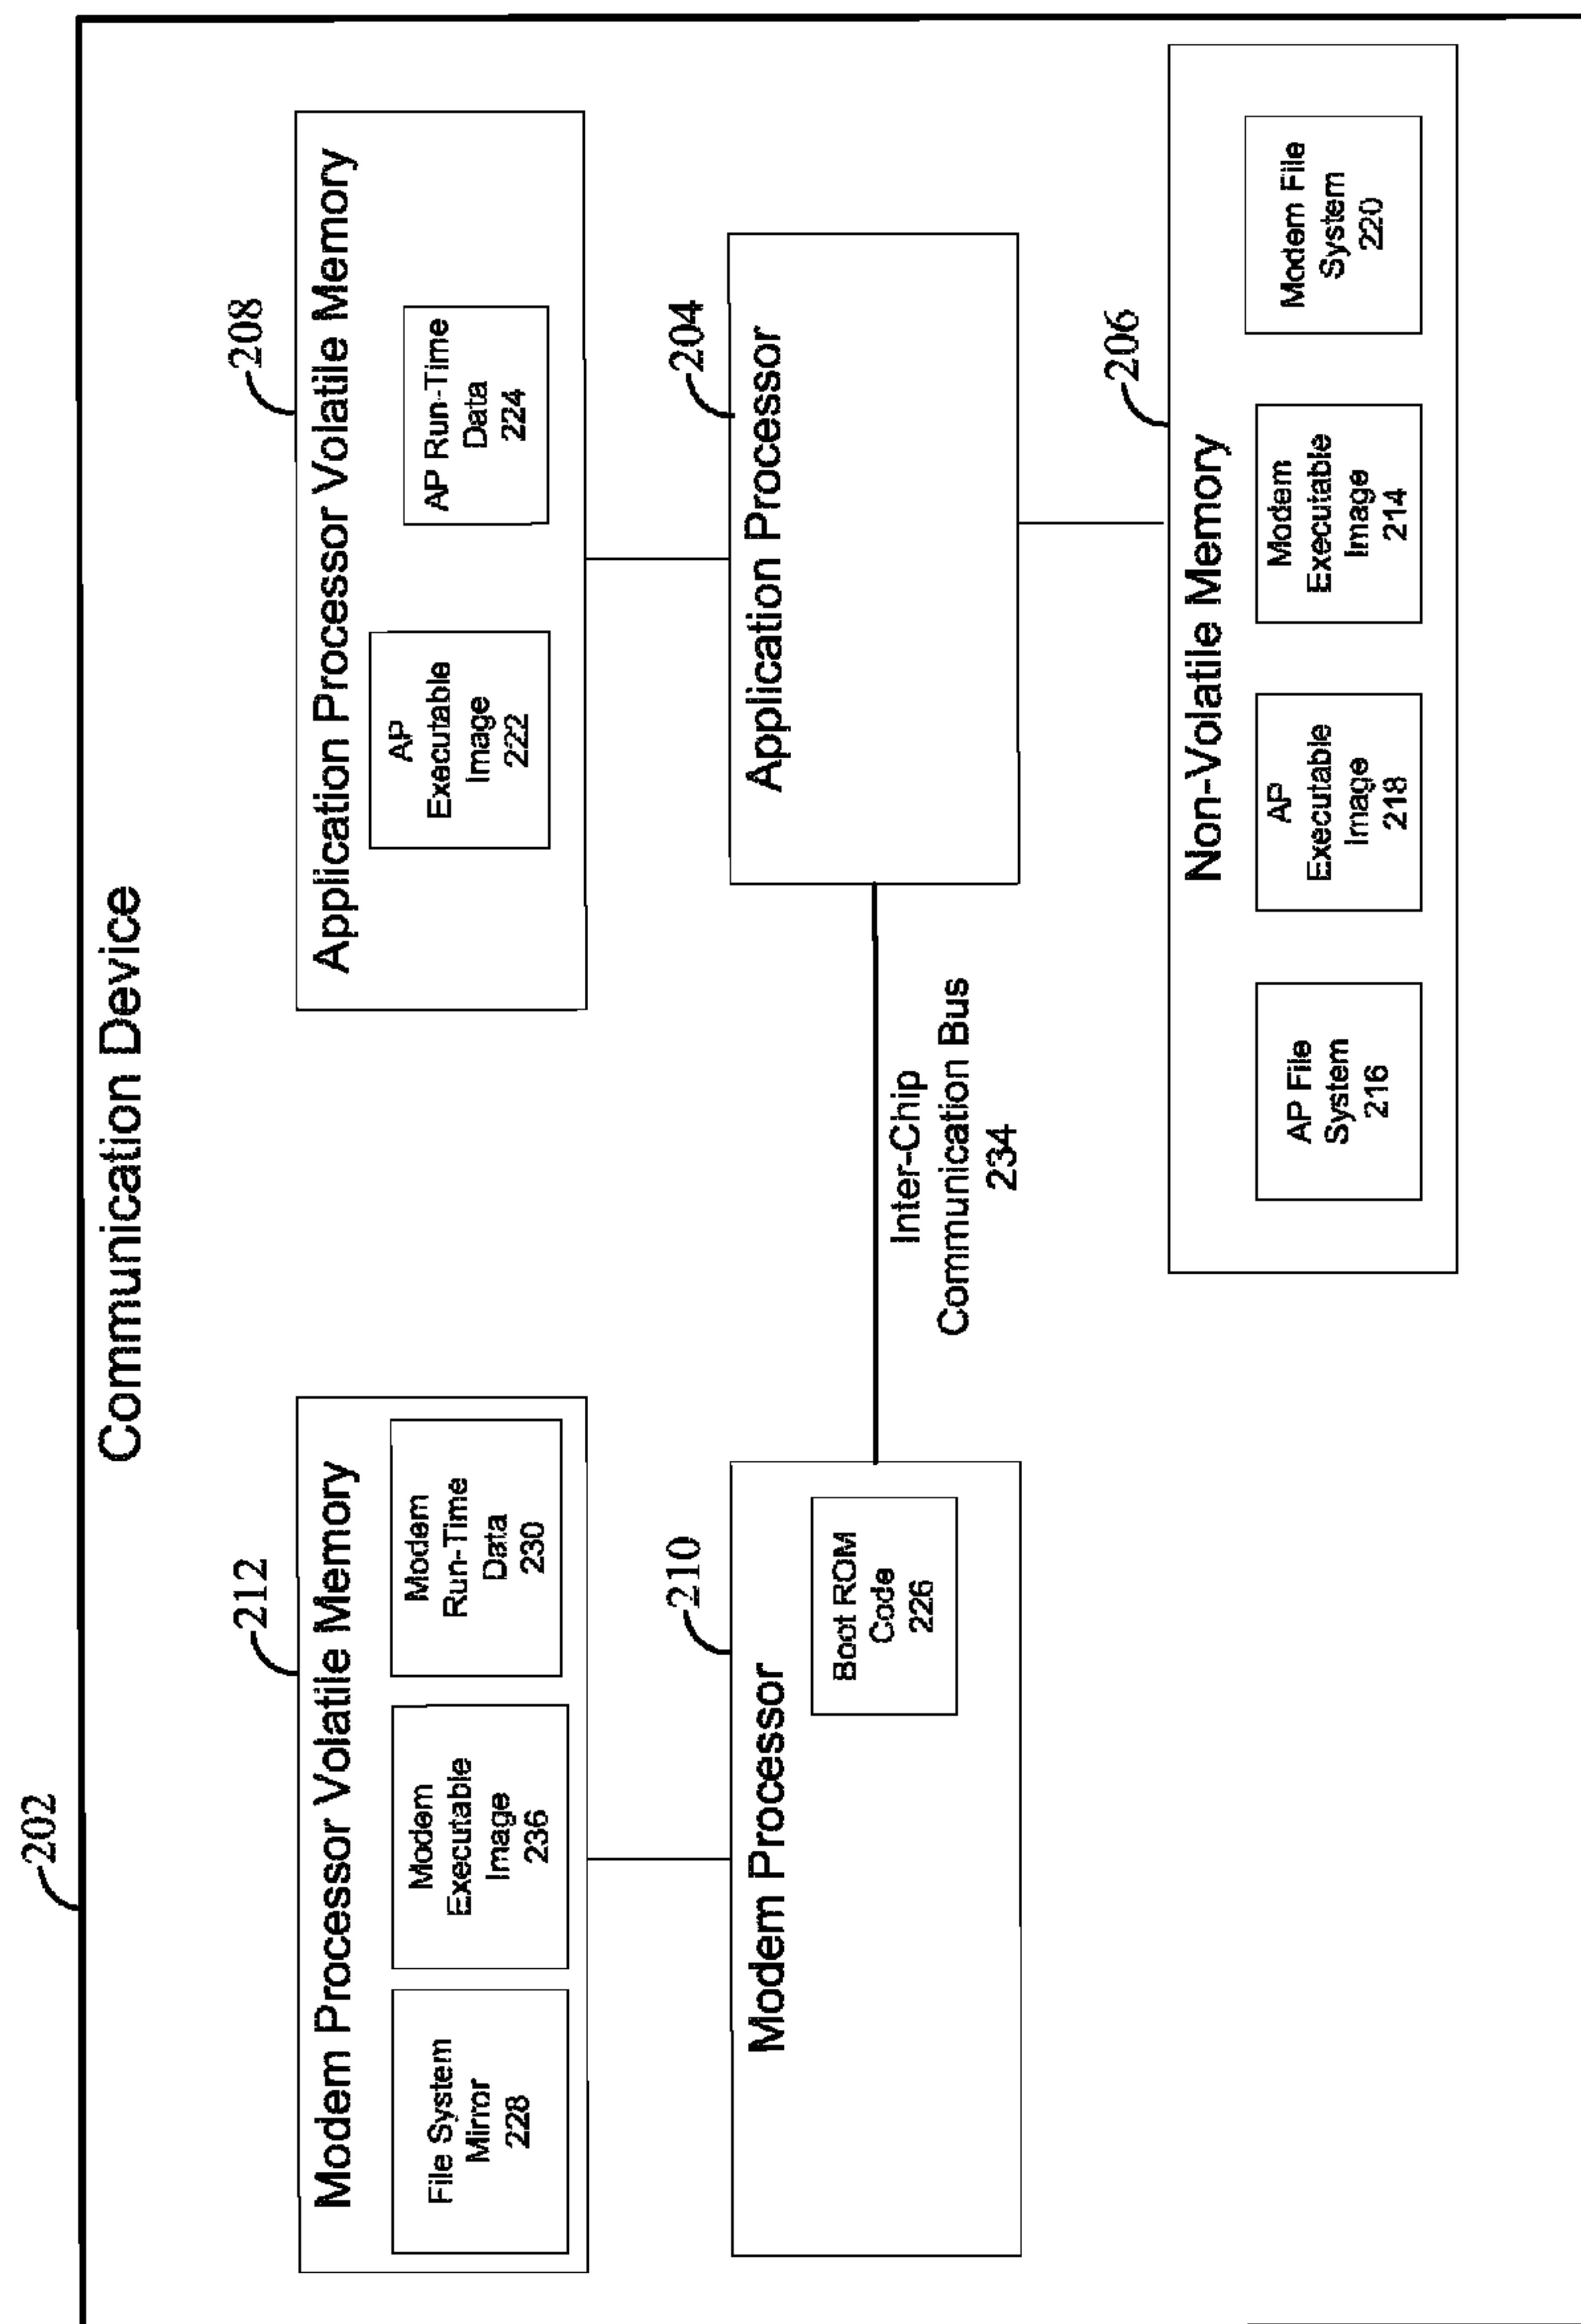 202
Communication Device
212
Modem Processor Volatile Memory
File System
Mirror
228
Modem
Executable
Image
236
Modem
Run-Time
Data
230
208
Application Processor Volatile Memory
AP
Executable
Image
222
AP Run-Time
Data
224
210
Modem Processor
Boot ROM
Code
226
Inter-Chip
Communication Bus
234
204
Application Processor
206
Non-Volatile Memory
AP File
System
216
AP
Executable
Image
218
Modem
Executable
Image
214
Modem File
System
220